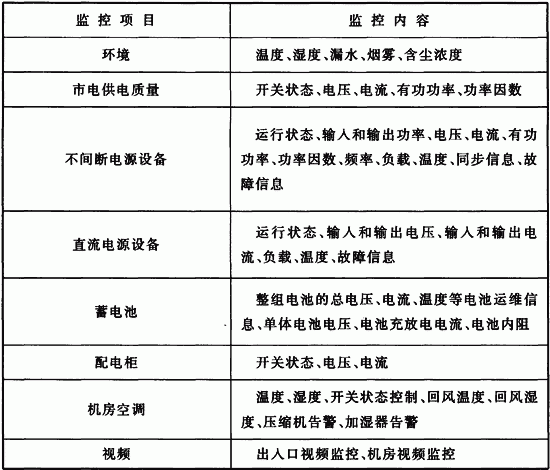 监控项目
监控内容
环境
温度、湿度、漏水、烟雾、含尘浓度
市电供电质量
开关状态、电压、电流、有功功率、功率因数
不间断电源设备
运行状态、输入和输出功率、电压、电流、有功
功率、功率因数、频率、负载、温度、同步信息、故
障信息
直流电源设备
运行状态、输入和输出电压、输入和输出电
流、负载、温度、故障信息
蓄电池
整组电池的总电压、电流、温度等电池运维信
息、单体电池电压、电池充放电电流、电池内阻
配电柜
开关状态、电压、电流
机房空调
温度、湿度、开关状态控制、回风温度、回风湿
度、压缩机告警、加湿器告警
视频
出入口视频监控、机房视频监控